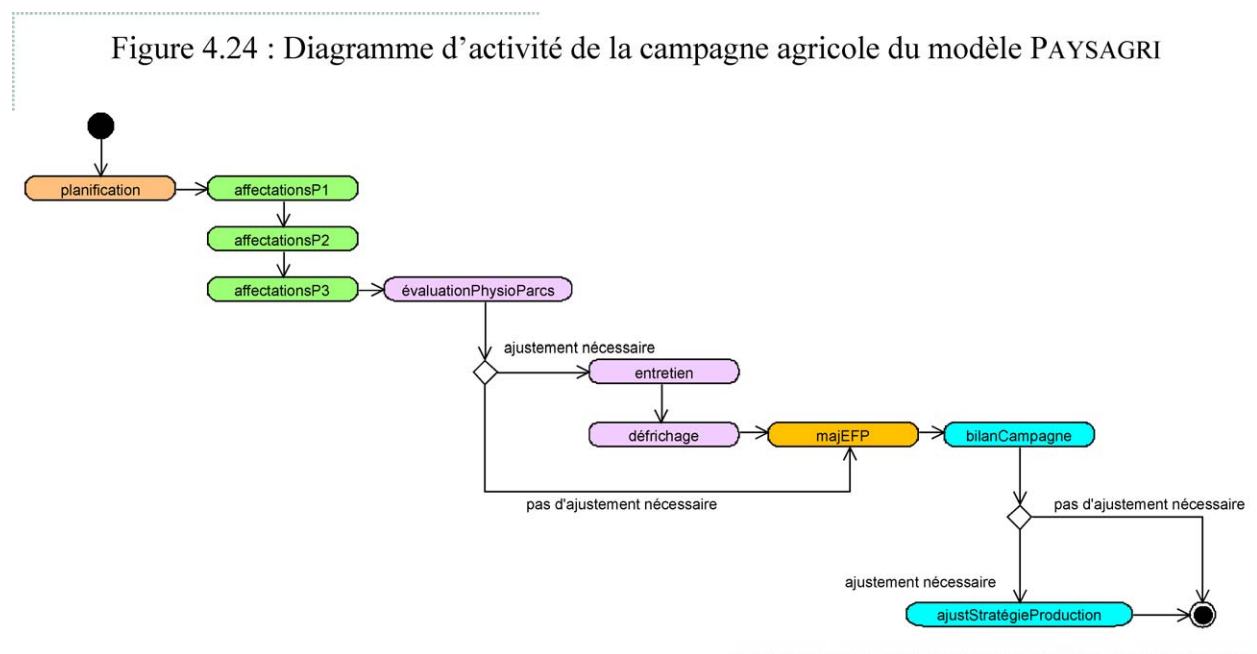 Figure 4.24 : Diagramme d’activité de la campagne agricole du modèle PAYSAGRI
planification
affectationsP1
affectationsP2
affectationsP3
évaluationPhysioParcs
ajustement nécessaire
entretien
défrichage
majEFP
bilanCampagne
pas d'ajustement nécessaire
pas d'ajustement nécessaire
ajustement nécessaire
ajustStratégieProduction